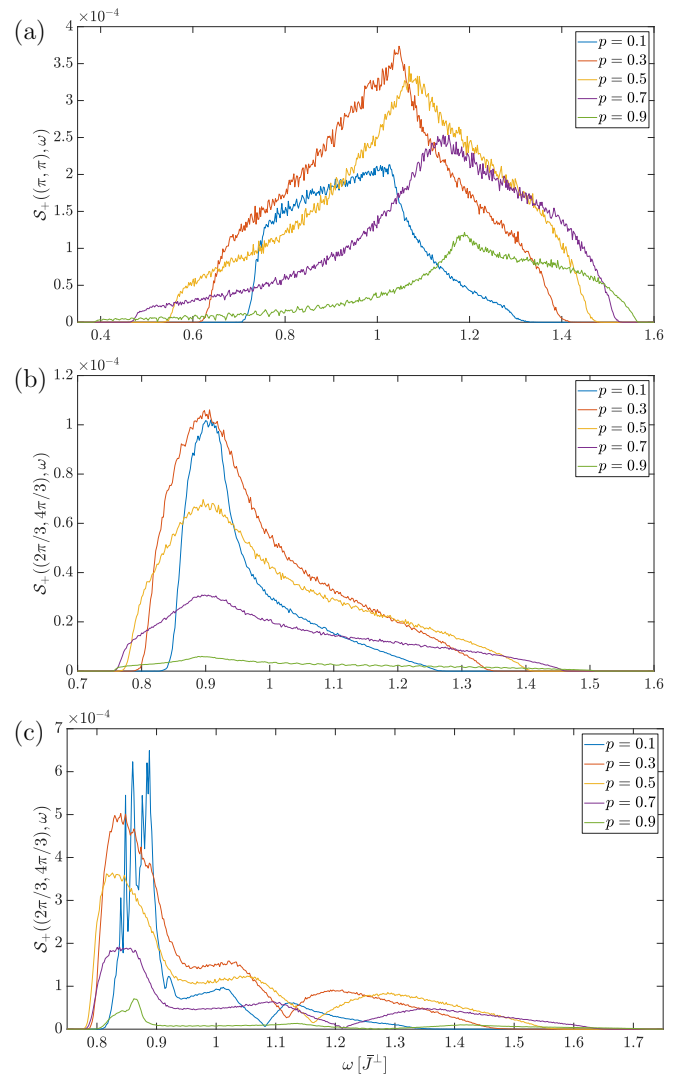 (a)
×10⁻⁴
4
3.5
3
2.5
2
1.5
1
0.5
0
0.4 0.6 0.8 1 1.2 1.4 1.6
𝒮₊((π, π), ω)
p = 0.1
p = 0.3
p = 0.5
p = 0.7
p = 0.9
(b)
×10⁻⁴
1.2
1
0.8
0.6
0.4
0.2
0
0.7 0.8 0.9 1 1.1 1.2 1.3 1.4 1.5 1.6
𝒮₊((2π/3, 4π/3), ω)
p = 0.1
p = 0.3
p = 0.5
p = 0.7
p = 0.9
(c)
×10⁻⁴
7
6
5
4
3
2
1
0
0.8 0.9 1 1.1 1.2 1.3 1.4 1.5 1.6 1.7
𝒮₊((2π/3, 4π/3), ω)
p = 0.1
p = 0.3
p = 0.5
p = 0.7
p = 0.9
ω [J̄^⊥]